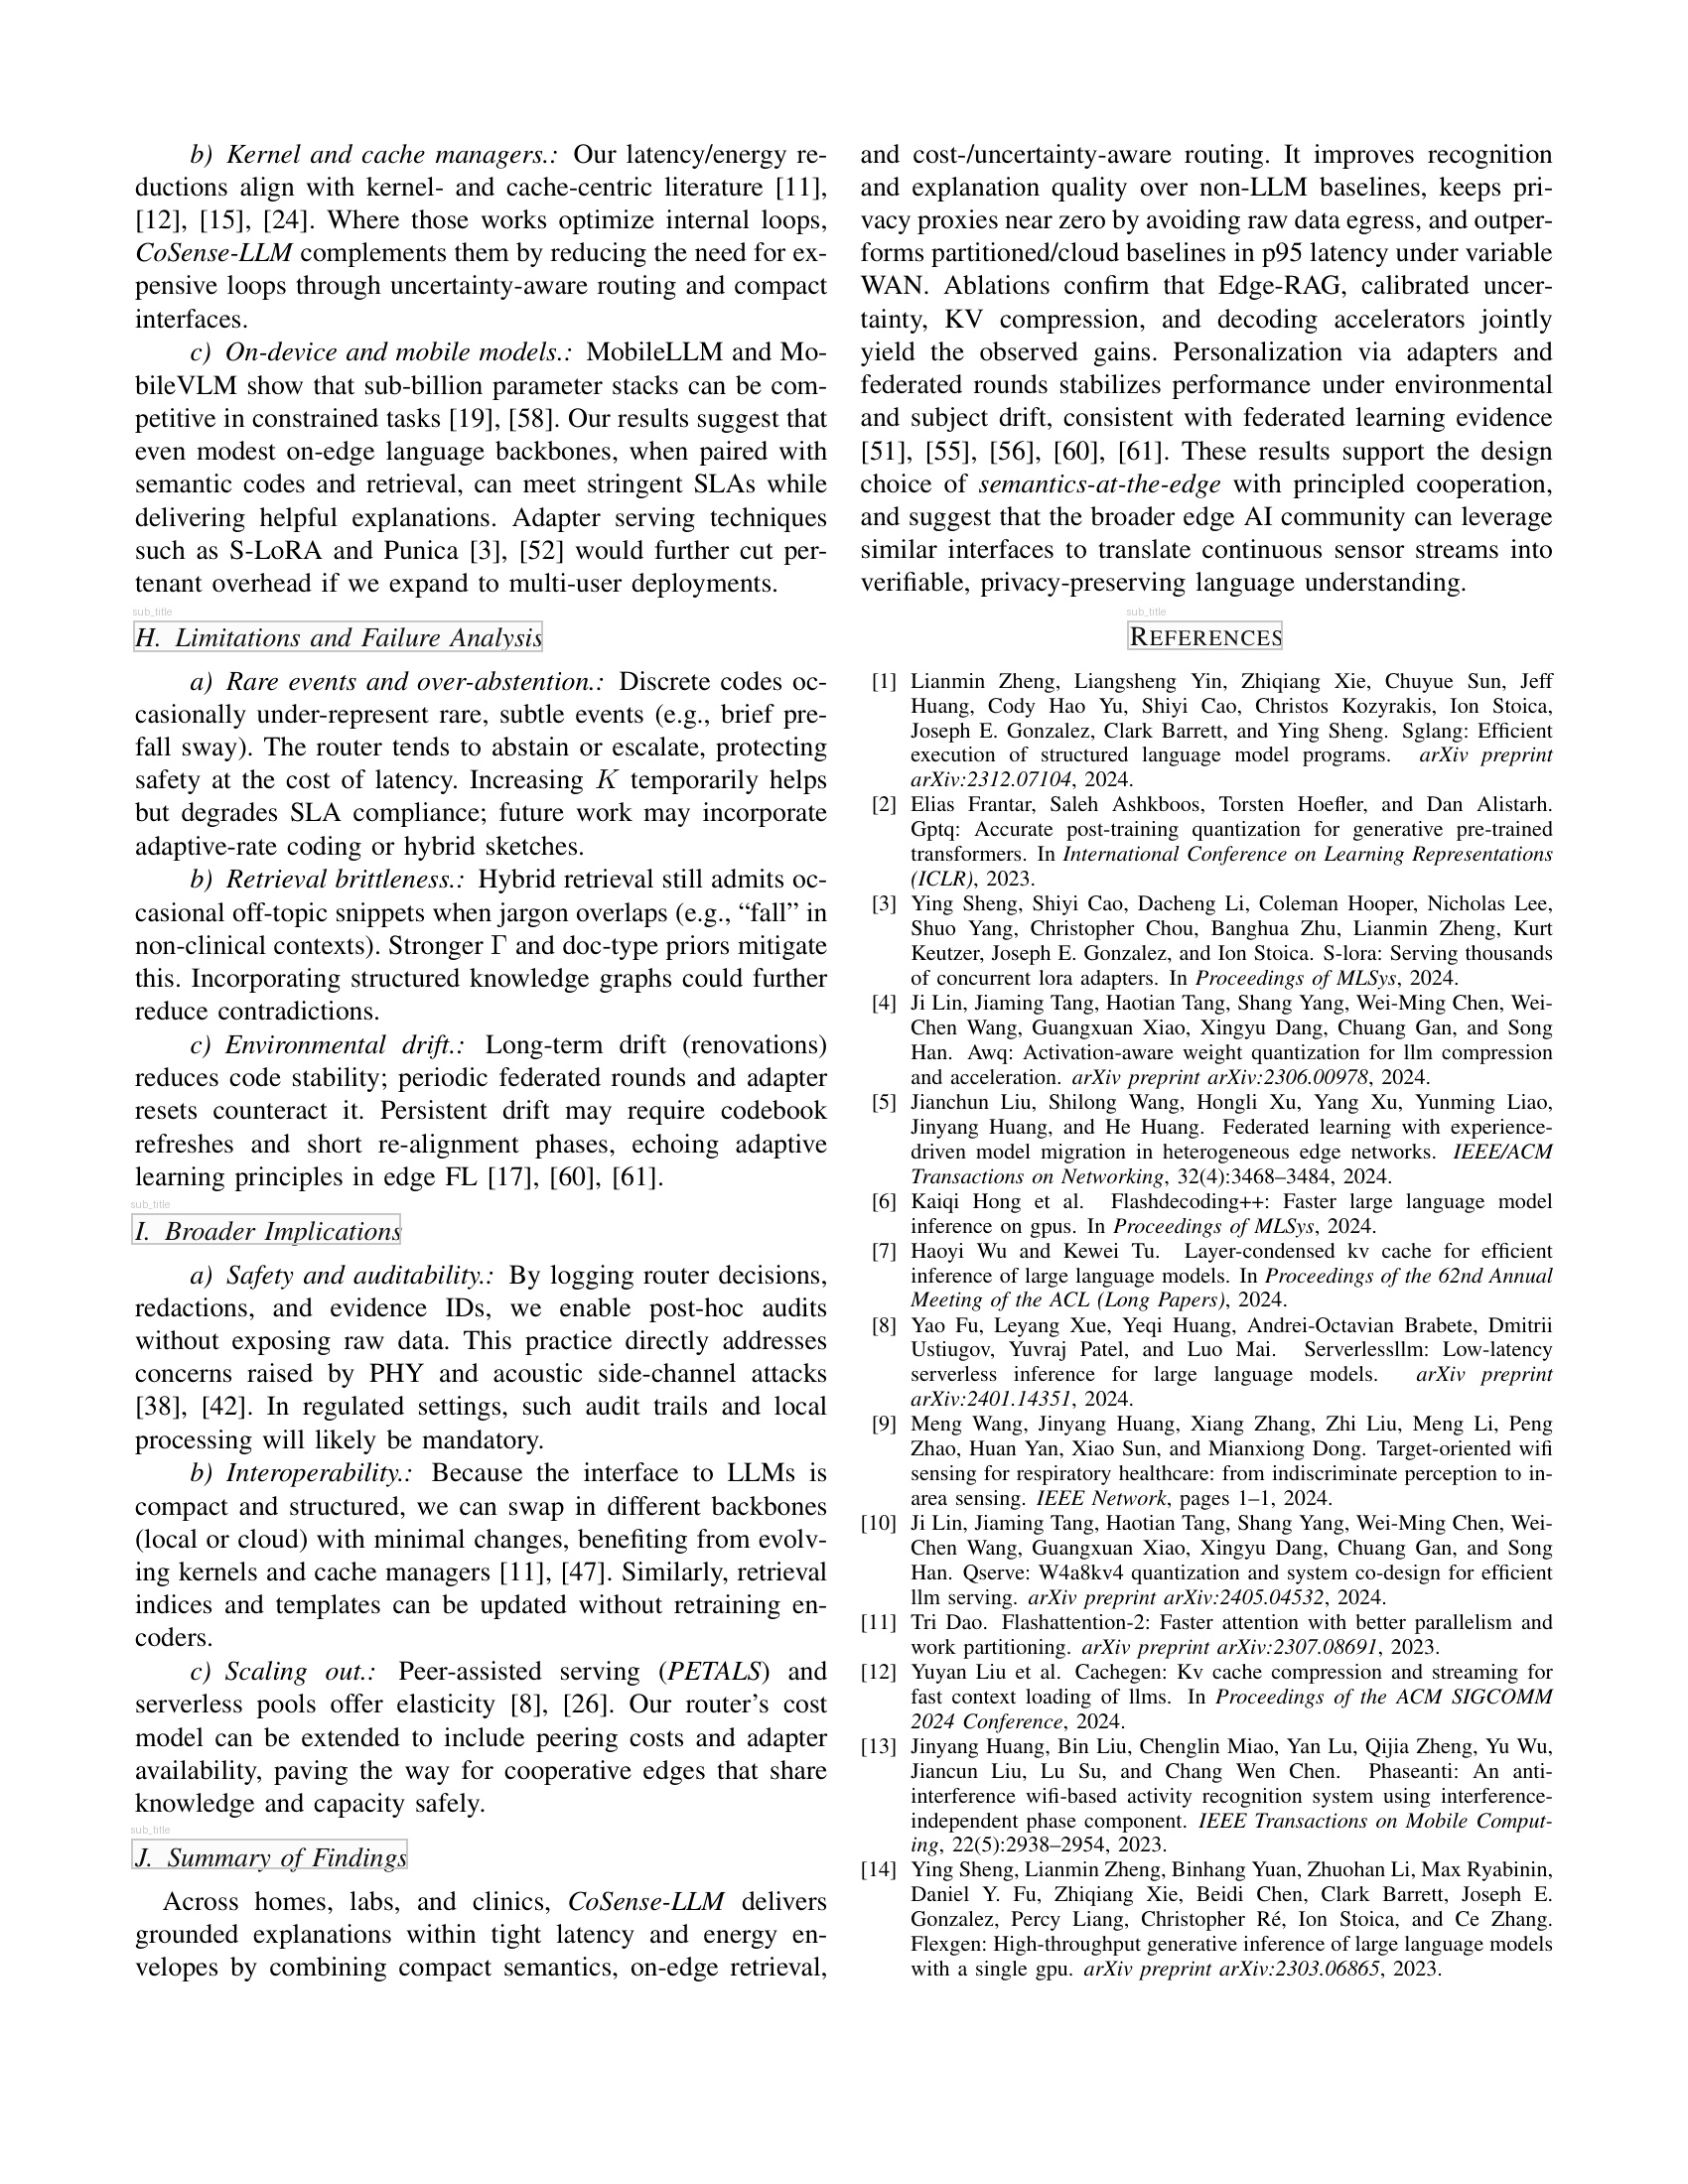 b) Kernel and cache managers.: Our latency/energy re-
ductions align with kernel- and cache-centric literature [11],
[12], [15], [24]. Where those works optimize internal loops,
CoSense-LLM complements them by reducing the need for ex-
pensive loops through uncertainty-aware routing and compact
interfaces.
c) On-device and mobile models.: MobileLLM and Mo-
bileVLM show that sub-billion parameter stacks can be com-
petitive in constrained tasks [19], [58]. Our results suggest that
even modest on-edge language backbones, when paired with
semantic codes and retrieval, can meet stringent SLAs while
delivering helpful explanations. Adapter serving techniques
such as S-LoRA and Punica [3], [52] would further cut per-
tenant overhead if we expand to multi-user deployments.
sub_title
H. Limitations and Failure Analysis
a) Rare events and over-abstention.: Discrete codes oc-
casionally under-represent rare, subtle events (e.g., brief pre-
fall sway). The router tends to abstain or escalate, protecting
safety at the cost of latency. Increasing K temporarily helps
but degrades SLA compliance; future work may incorporate
adaptive-rate coding or hybrid sketches.
b) Retrieval brittleness.: Hybrid retrieval still admits oc-
casional off-topic snippets when jargon overlaps (e.g., “fall” in
non-clinical contexts). Stronger Γ and doc-type priors mitigate
this. Incorporating structured knowledge graphs could further
reduce contradictions.
c) Environmental drift.: Long-term drift (renovations)
reduces code stability; periodic federated rounds and adapter
resets counteract it. Persistent drift may require codebook
refreshes and short re-alignment phases, echoing adaptive
learning principles in edge FL [17], [60], [61].
sub_title
I. Broader Implications
a) Safety and auditability.: By logging router decisions,
redactions, and evidence IDs, we enable post-hoc audits
without exposing raw data. This practice directly addresses
concerns raised by PHY and acoustic side-channel attacks
[38], [42]. In regulated settings, such audit trails and local
processing will likely be mandatory.
b) Interoperability.: Because the interface to LLMs is
compact and structured, we can swap in different backbones
(local or cloud) with minimal changes, benefiting from evolv-
ing kernels and cache managers [11], [47]. Similarly, retrieval
indices and templates can be updated without retraining en-
coders.
c) Scaling out.: Peer-assisted serving (PETALS) and
serverless pools offer elasticity [8], [26]. Our router’s cost
model can be extended to include peering costs and adapter
availability, paving the way for cooperative edges that share
knowledge and capacity safely.
sub_title
J. Summary of Findings
Across homes, labs, and clinics, CoSense-LLM delivers
grounded explanations within tight latency and energy en-
velopes by combining compact semantics, on-edge retrieval,
and cost-/uncertainty-aware routing. It improves recognition
and explanation quality over non-LLM baselines, keeps pri-
vacy proxies near zero by avoiding raw data egress, and outper-
forms partitioned/cloud baselines in p95 latency under variable
WAN. Ablations confirm that Edge-RAG, calibrated uncer-
tainty, KV compression, and decoding accelerators jointly
yield the observed gains. Personalization via adapters and
federated rounds stabilizes performance under environmental
and subject drift, consistent with federated learning evidence
[51], [55], [56], [60], [61]. These results support the design
choice of semantics-at-the-edge with principled cooperation,
and suggest that the broader edge AI community can leverage
similar interfaces to translate continuous sensor streams into
verifiable, privacy-preserving language understanding.
sub_title
REFERENCES
[1] Lianmin Zheng, Liangsheng Yin, Zhiqiang Xie, Chuyue Sun, Jeff
Huang, Cody Hao Yu, Shiyi Cao, Christos Kozyrakis, Ion Stoica,
Joseph E. Gonzalez, Clark Barrett, and Ying Sheng. Sglang: Efficient
execution of structured language model programs. arXiv preprint
arXiv:2312.07104, 2024.
[2] Elias Frantar, Saleh Ashkboos, Torsten Hoefler, and Dan Alistarh.
Gptq: Accurate post-training quantization for generative pre-trained
transformers. In International Conference on Learning Representations
(ICLR), 2023.
[3] Ying Sheng, Shiyi Cao, Dacheng Li, Coleman Hooper, Nicholas Lee,
Shuo Yang, Christopher Chou, Banghua Zhu, Lianmin Zheng, Kurt
Keutzer, Joseph E. Gonzalez, and Ion Stoica. S-lora: Serving thousands
of concurrent lora adapters. In Proceedings of MLSys, 2024.
[4] Ji Lin, Jiaming Tang, Haotian Tang, Shang Yang, Wei-Ming Chen, Wei-
Chen Wang, Guangxuan Xiao, Xingyu Dang, Chuang Gan, and Song
Han. Awq: Activation-aware weight quantization for llm compression
and acceleration. arXiv preprint arXiv:2306.00978, 2024.
[5] Jianchun Liu, Shilong Wang, Hongli Xu, Yang Xu, Yunming Liao,
Jinyang Huang, and He Huang. Federated learning with experience-
driven model migration in heterogeneous edge networks. IEEE/ACM
Transactions on Networking, 32(4):3468–3484, 2024.
[6] Kaiqi Hong et al. Flashdecoding++: Faster large language model
inference on gpus. In Proceedings of MLSys, 2024.
[7] Haoyi Wu and Kewei Tu. Layer-condensed kv cache for efficient
inference of large language models. In Proceedings of the 62nd Annual
Meeting of the ACL (Long Papers), 2024.
[8] Yao Fu, Leyang Xue, Yeqi Huang, Andrei-Octavian Brabete, Dmitrii
Ustiugov, Yuvraj Patel, and Luo Mai. Serverlessllm: Low-latency
serverless inference for large language models. arXiv preprint
arXiv:2401.14351, 2024.
[9] Meng Wang, Jinyang Huang, Xiang Zhang, Zhi Liu, Meng Li, Peng
Zhao, Huan Yan, Xiao Sun, and Mianxiong Dong. Target-oriented wifi
sensing for respiratory healthcare: from indiscriminate perception to in-
area sensing. IEEE Network, pages 1–1, 2024.
[10] Ji Lin, Jiaming Tang, Haotian Tang, Shang Yang, Wei-Ming Chen, Wei-
Chen Wang, Guangxuan Xiao, Xingyu Dang, Chuang Gan, and Song
Han. Qserve: W4a8kv4 quantization and system co-design for efficient
llm serving. arXiv preprint arXiv:2405.04532, 2024.
[11] Tri Dao. Flashattention-2: Faster attention with better parallelism and
work partitioning. arXiv preprint arXiv:2307.08691, 2023.
[12] Yuyan Liu et al. Cachegen: Kv cache compression and streaming for
fast context loading of llms. In Proceedings of the ACM SIGCOMM
2024 Conference, 2024.
[13] Jinyang Huang, Bin Liu, Chenglin Miao, Yan Lu, Qijia Zheng, Yu Wu,
Jiancun Liu, Lu Su, and Chang Wen Chen. Phaseanti: An anti-
interference wifi-based activity recognition system using interference-
independent phase component. IEEE Transactions on Mobile Comput-
ing, 22(5):2938–2954, 2023.
[14] Ying Sheng, Lianmin Zheng, Binhang Yuan, Zhuohan Li, Max Ryabinin,
Daniel Y. Fu, Zhiqiang Xie, Beidi Chen, Clark Barrett, Joseph E.
Gonzalez, Percy Liang, Christopher Ré, Ion Stoica, and Ce Zhang.
Flexgen: High-throughput generative inference of large language models
with a single gpu. arXiv preprint arXiv:2303.06865, 2023.